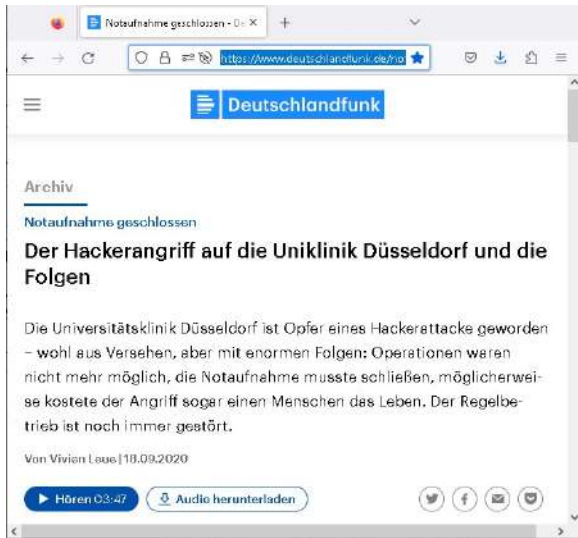 Notaufnahme geschlossen - De
https://www.deutschlandfunk.de/no
Deutschlandfunk
Archiv
Notaufnahme geschlossen
Der Hackerangriff auf die Uniklinik Düsseldorf und die
Folgen
Die Universitätsklinik Düsseldorf ist Opfer eines Hackerattacke geworden
– wohl aus Versehen, aber mit enormen Folgen: Operationen waren
nicht mehr möglich, die Notaufnahme musste schließen, möglicherwei-
se kostete der Angriff sogar einen Menschen das Leben. Der Regelbe-
trieb ist noch immer gestört.
Von Vivien Leue | 18.09.2020
Hören 03:47 Audio herunterladen